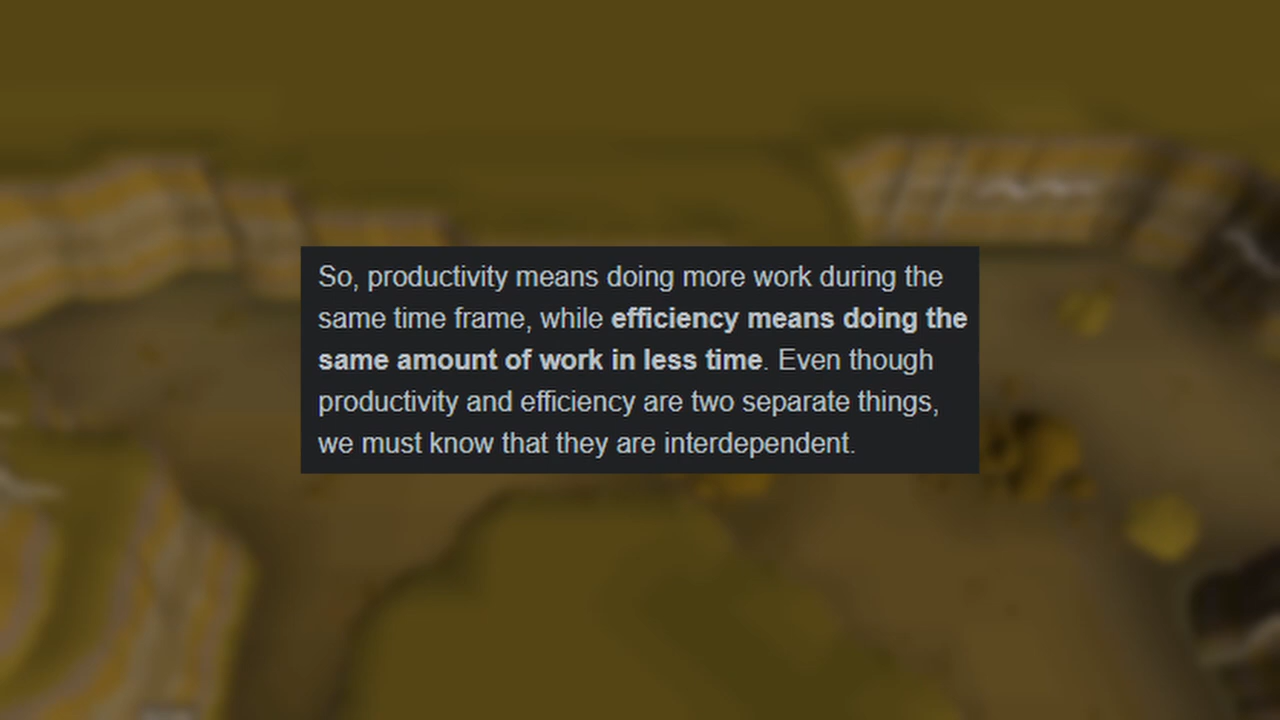 So, productivity means doing more work during the
same time frame, while efficiency means doing the
same amount of work in less time. Even though
productivity and efficiency are two separate things,
we must know that they are interdependent.